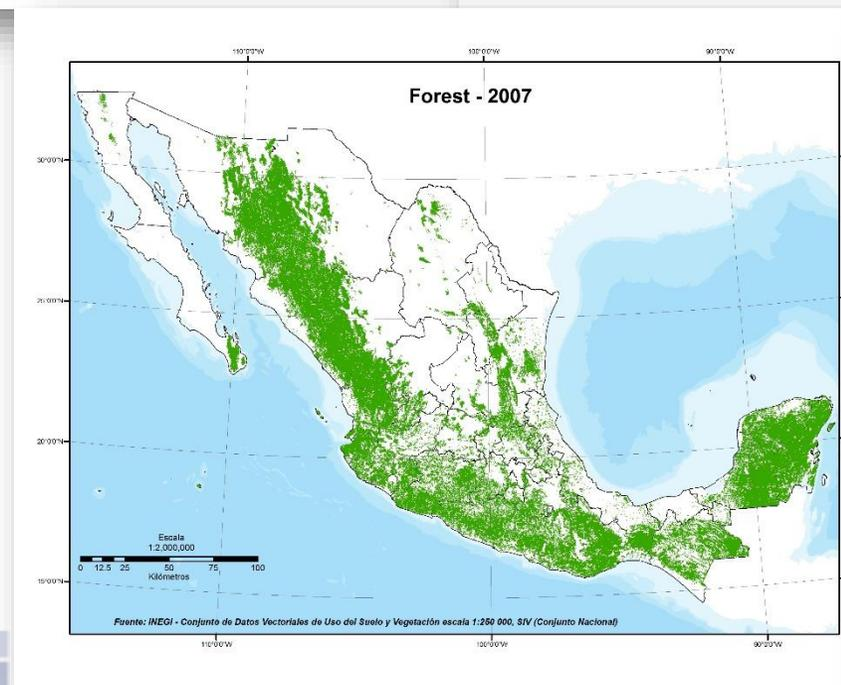 110°0'0"W 100°0'0"W 90°0'0"W
Forest - 2007
30°0'0"N
25°0'0"N
20°0'0"N
15°0'0"N
Escala
1:2,000,000
0 12.5 25 50 75 100
Kilómetros
Fuente: INEGI - Conjunto de Datos Vectoriales de Uso del Suelo y Vegetación escala 1:250 000, SIV (Conjunto Nacional)
110°0'0"W 100°0'0"W 90°0'0"W